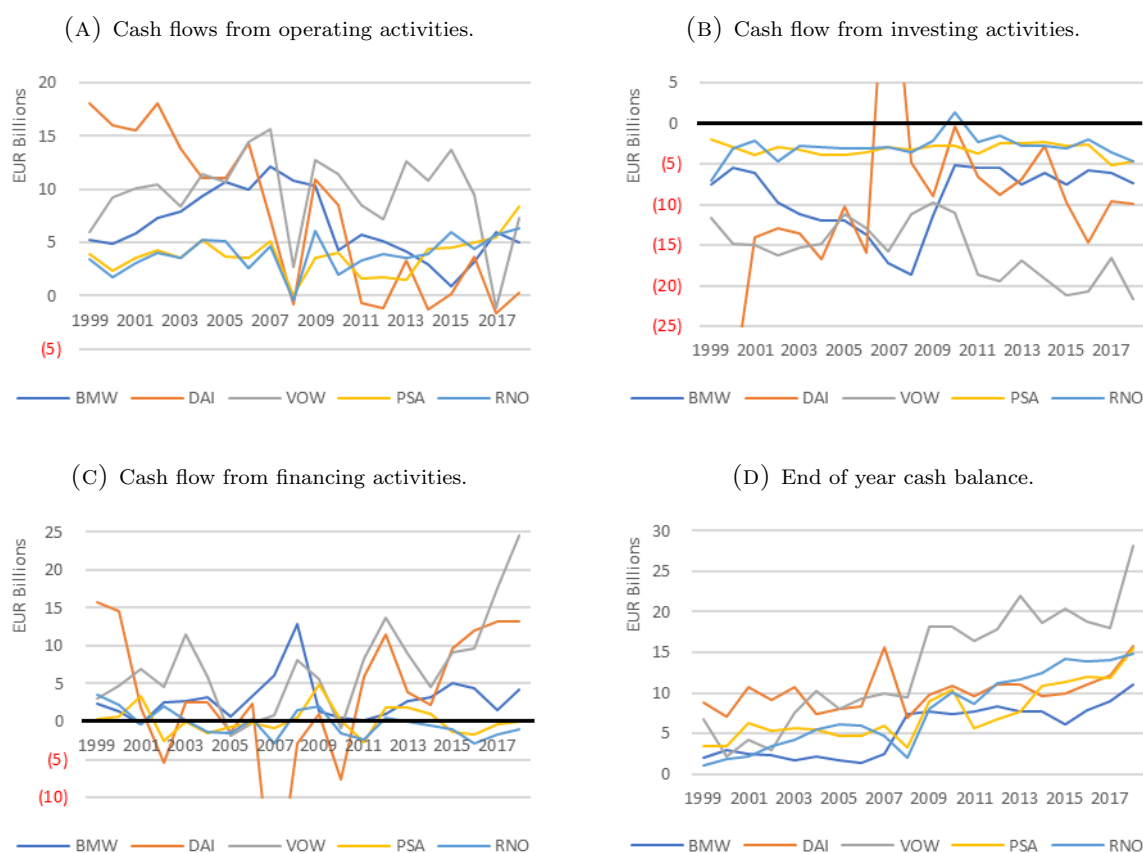 (A) Cash flows from operating activities.
EUR Billions
20
15
10
5
0
(5)
1999 2001 2003 2005 2007 2009 2011 2013 2015 2017
BMW DAI VOW PSA RNO
(B) Cash flow from investing activities.
EUR Billions
5
0
(5)
(10)
(15)
(20)
(25)
1999 2001 2003 2005 2007 2009 2011 2013 2015 2017
BMW DAI VOW PSA RNO
(C) Cash flow from financing activities.
EUR Billions
25
20
15
10
5
0
(5)
(10)
1999 2001 2003 2005 2007 2009 2011 2013 2015 2017
BMW DAI VOW PSA RNO
(D) End of year cash balance.
EUR Billions
30
25
20
15
10
5
0
1999 2001 2003 2005 2007 2009 2011 2013 2015 2017
BMW DAI VOW PSA RNO